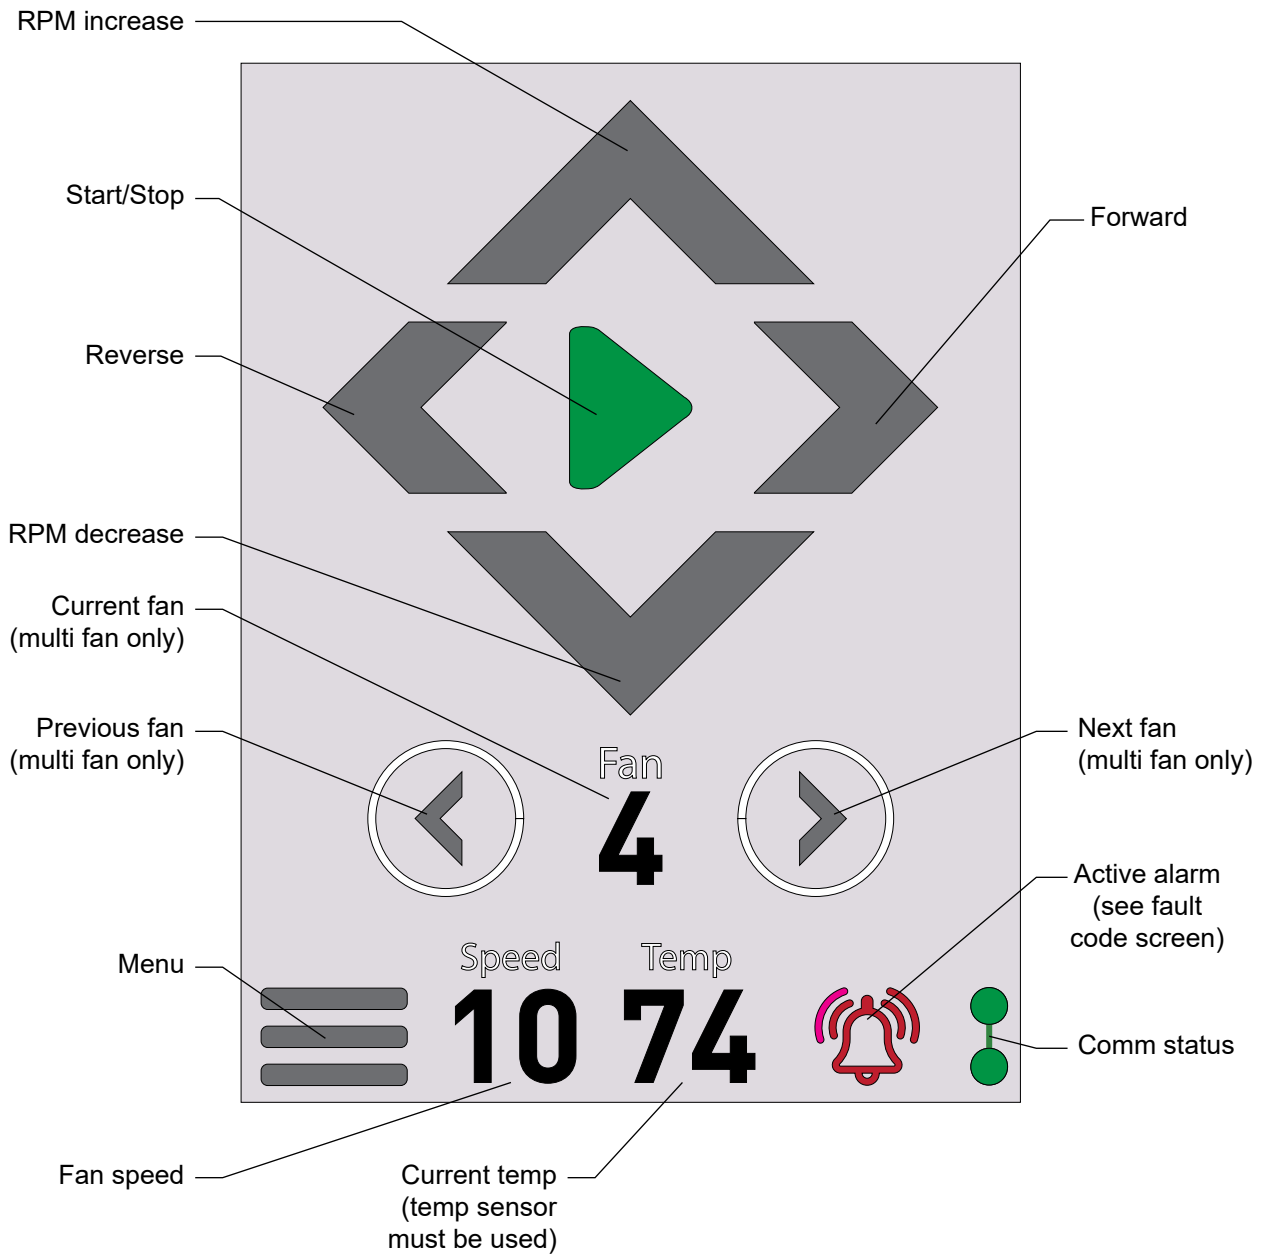 RPM increase
Start/Stop
Forward
Reverse
RPM decrease
Current fan
(multi fan only)
Previous fan
(multi fan only)
Fan
4
Next fan
(multi fan only)
Active alarm
(see fault
code screen)
Menu
Speed
10
Temp
74
Comm status
Fan speed
Current temp
(temp sensor
must be used)